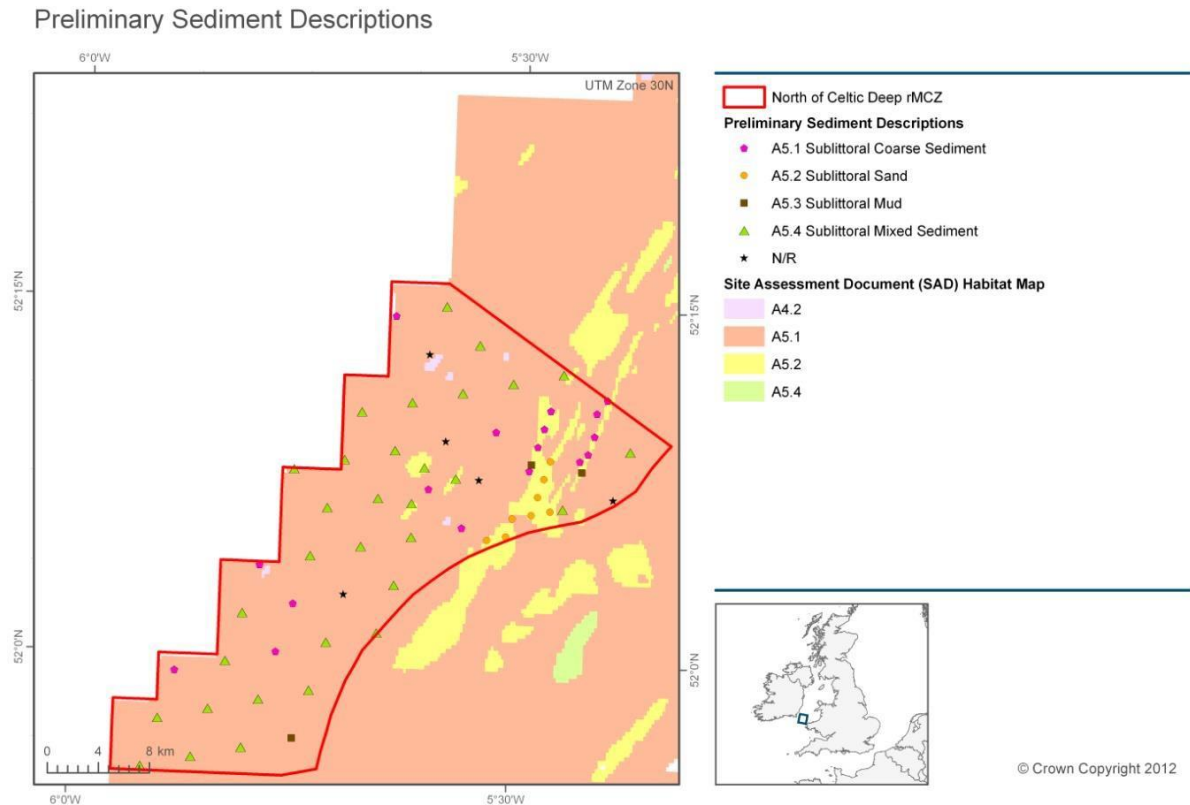 Preliminary Sediment Descriptions
6°0'W
5°30'W
UTM Zone 30N
52°15'N
52°15'N
52°0'N
52°0'N
0 4 8 km
6°0'W
5°30'W
North of Celtic Deep rMCZ
Preliminary Sediment Descriptions
A5.1 Sublittoral Coarse Sediment
A5.2 Sublittoral Sand
A5.3 Sublittoral Mud
A5.4 Sublittoral Mixed Sediment
N/R
Site Assessment Document (SAD) Habitat Map
A4.2
A5.1
A5.2
A5.4
© Crown Copyright 2012